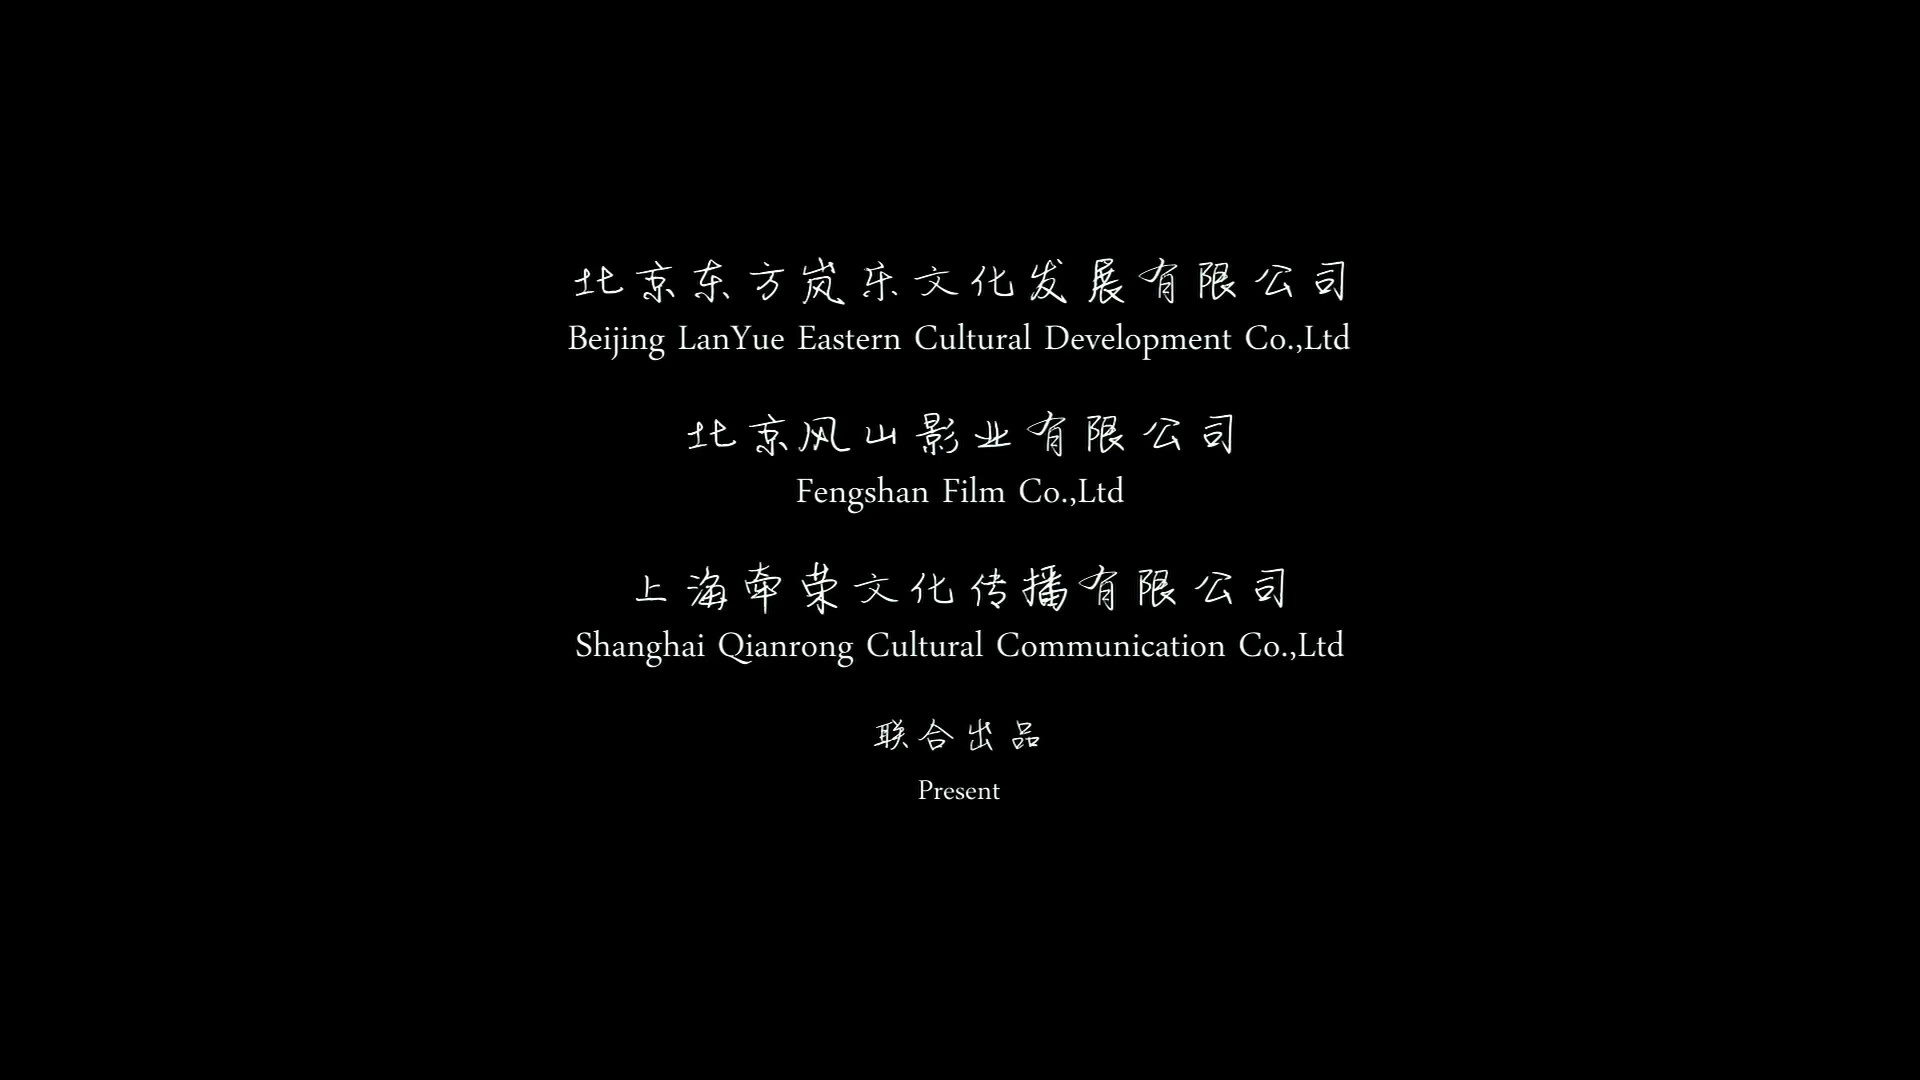 北京东方岚乐文化发展有限公司
Beijing LanYue Eastern Cultural Development Co.,Ltd
北京风山影业有限公司
Fengshan Film Co.,Ltd
上海牵荣文化传播有限公司
Shanghai Qianrong Cultural Communication Co.,Ltd
联合出品
Present